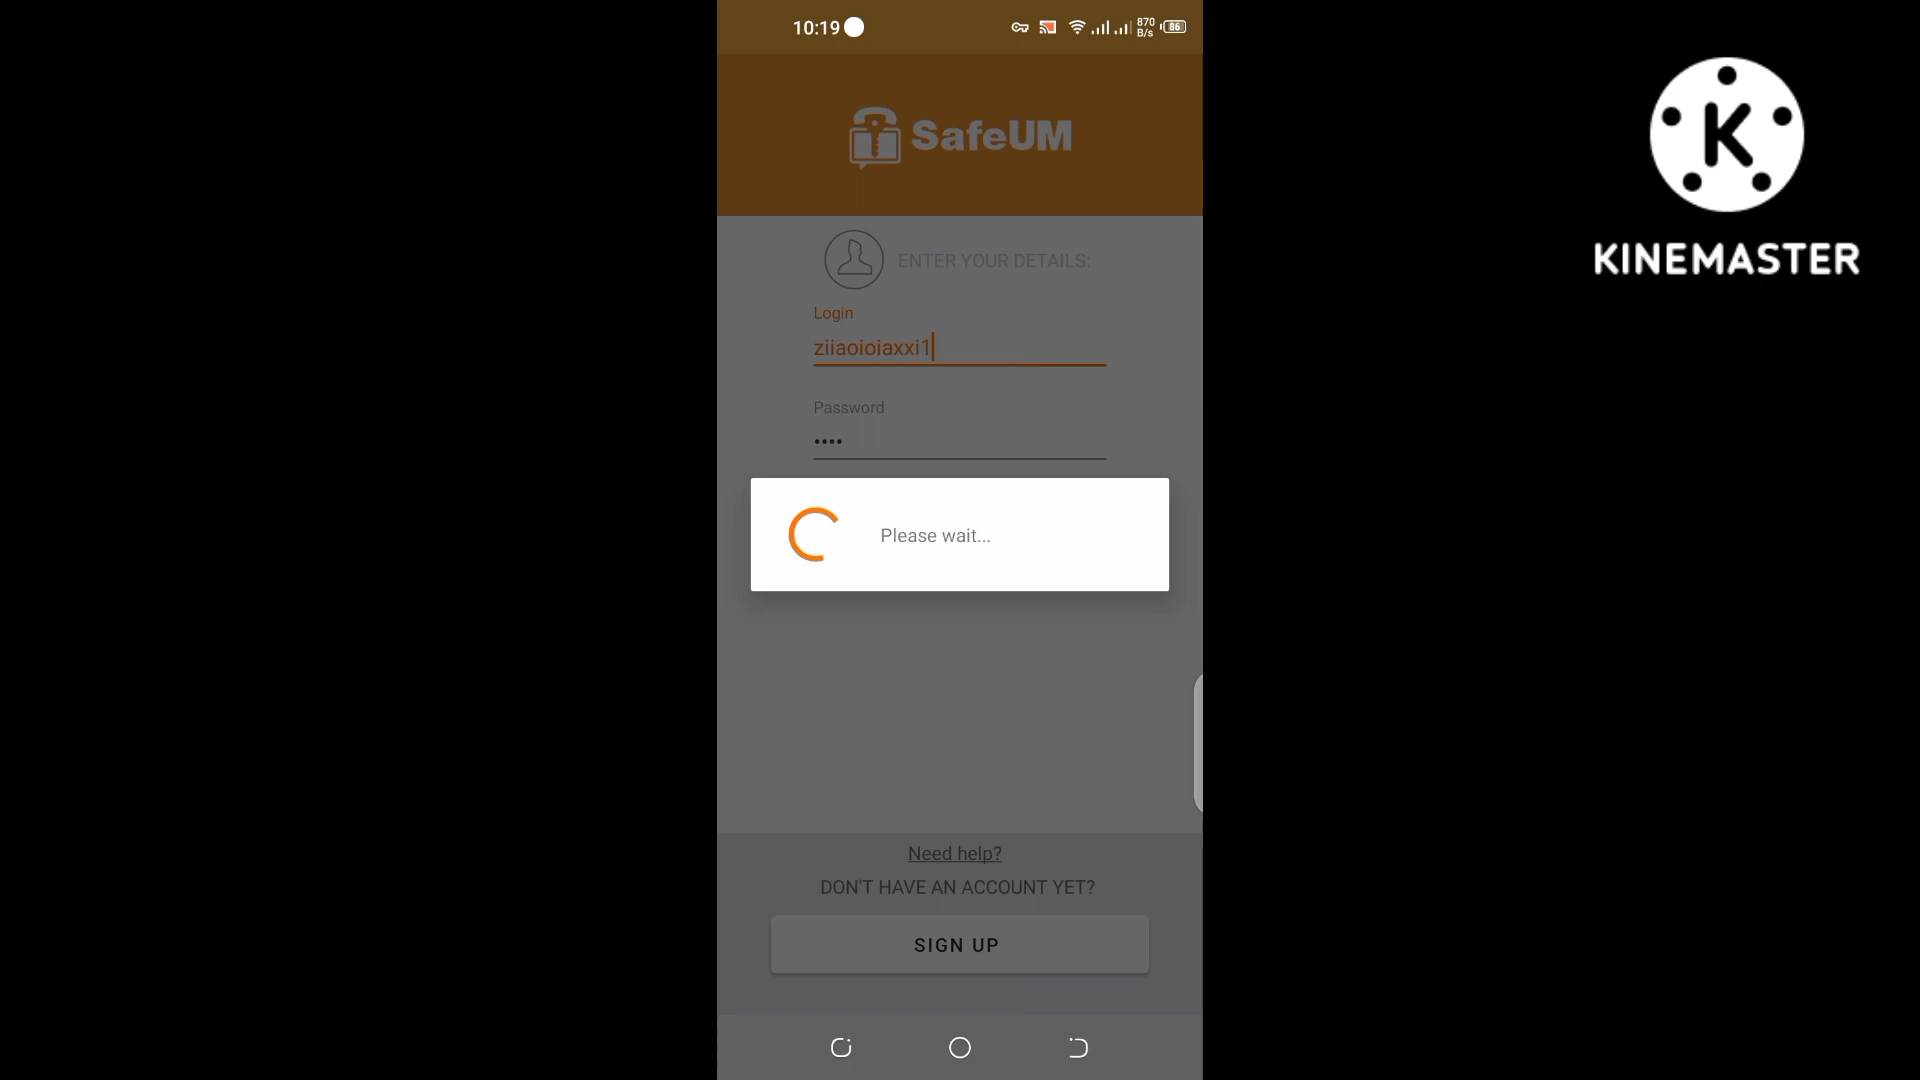 10:19
870
B/s
86
SafeUM
K
KINEMASTER
ENTER YOUR DETAILS:
Login
ziiaoioiaxxi1
Password
••••
Please wait...
Need help?
DON'T HAVE AN ACCOUNT YET?
SIGN UP